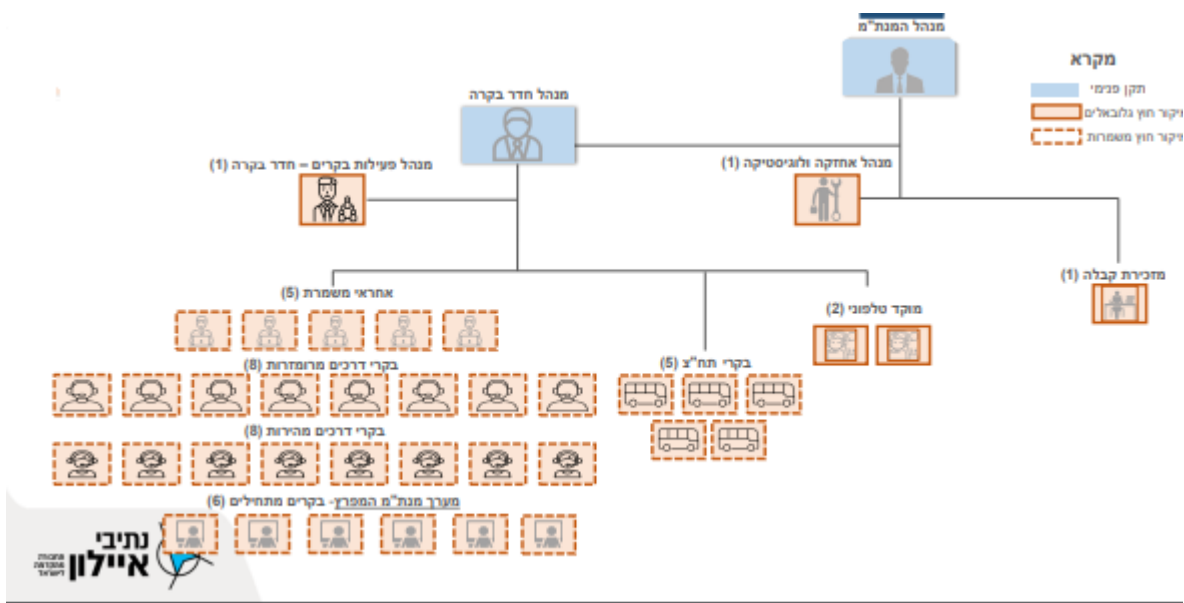 מנהל המנת"מ
מקרא
תקן פנימי
מיקור חוץ גלובאלים
מיקור חוץ משמרות
מנהל חדר בקרה
מנהל פעילות בקרים – חדר בקרה (1)
מנהל אחזקה ולוגיסטיקה (1)
מזכירת קבלה (1)
אחראי משמרת (5)
מוקד טלפוני (2)
בקרי דרכים מרומזרות (8)
בקרי תח"צ (5)
בקרי דרכים מהירות (8)
מערך מנת"מ המפרץ- בקרים מתחילים (6)
נתיבי
איילון